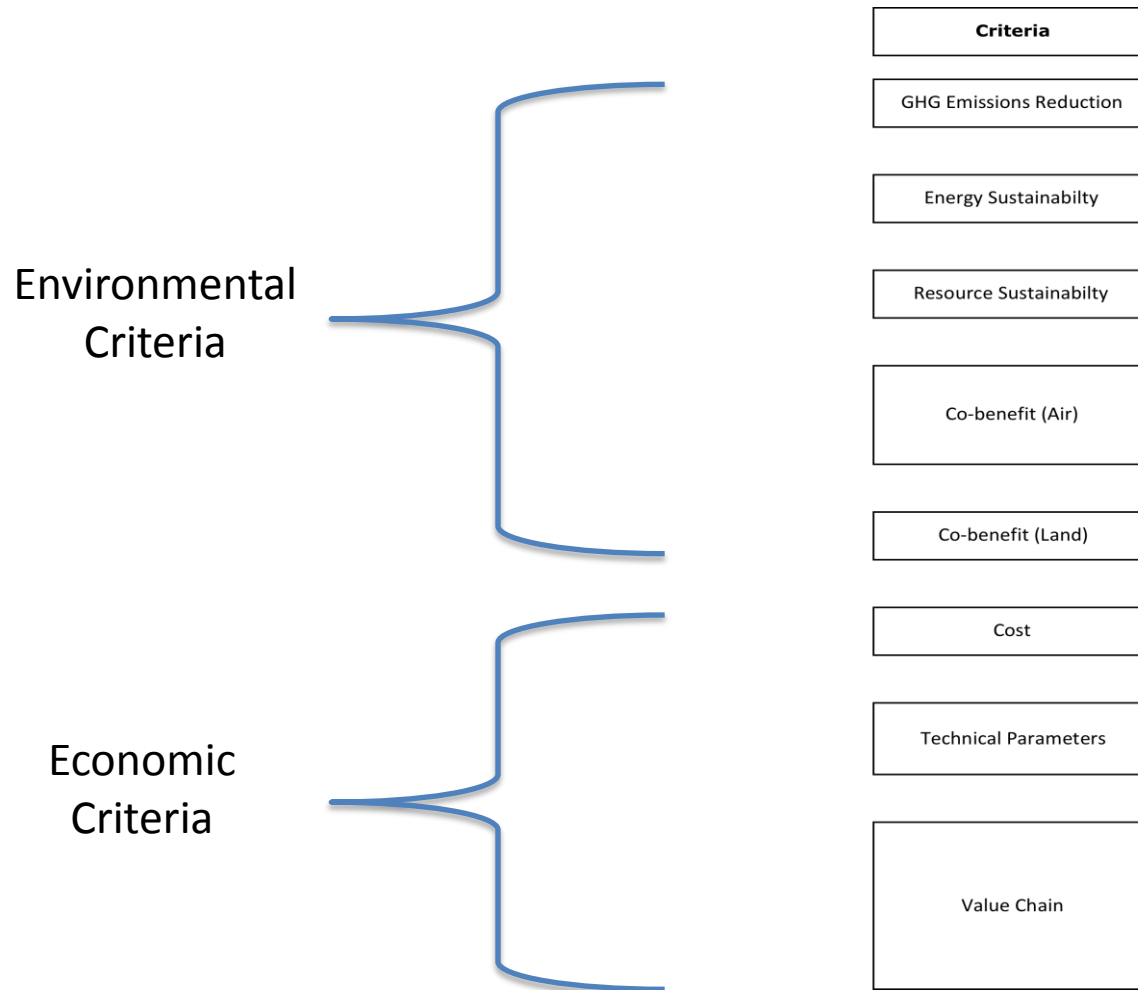 Criteria
GHG Emissions Reduction
Energy Sustainabilty
Resource Sustainabilty
Environmental
Criteria
Co-benefit (Air)
Co-benefit (Land)
Cost
Technical Parameters
Economic
Criteria
Value Chain